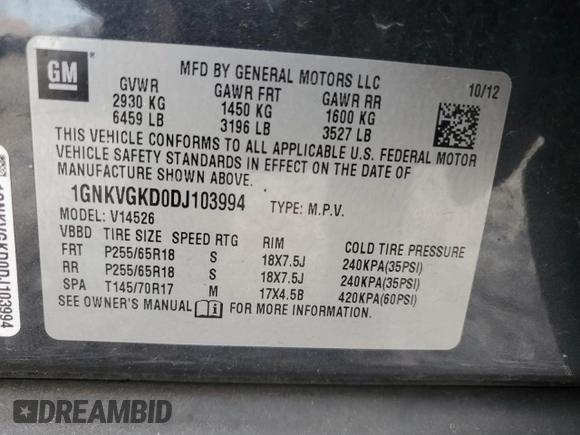 GM
MFD BY GENERAL MOTORS LLC
10/12
GVWR GAWR FRT GAWR RR
2930 KG 1450 KG 1600 KG
6459 LB 3196 LB 3527 LB
THIS VEHICLE CONFORMS TO ALL APPLICABLE U.S. FEDERAL MOTOR
VEHICLE SAFETY STANDARDS IN EFFECT ON THE DATE OF
MANUFACTURE SHOWN ABOVE.
1GNKVGKD0DJ103994 TYPE: M.P.V.
MODEL: V14526
VBBD TIRE SIZE SPEED RTG RIM COLD TIRE PRESSURE
FRT P255/65R18 S 18X7.5J 240KPA(35PSI)
RR P255/65R18 S 18X7.5J 240KPA(35PSI)
SPA T145/70R17 M 17X4.5B 420KPA(60PSI)
SEE OWNER'S MANUAL FOR MORE INFORMATION.
1GNKVGKD0DJ103994
DREAMBID